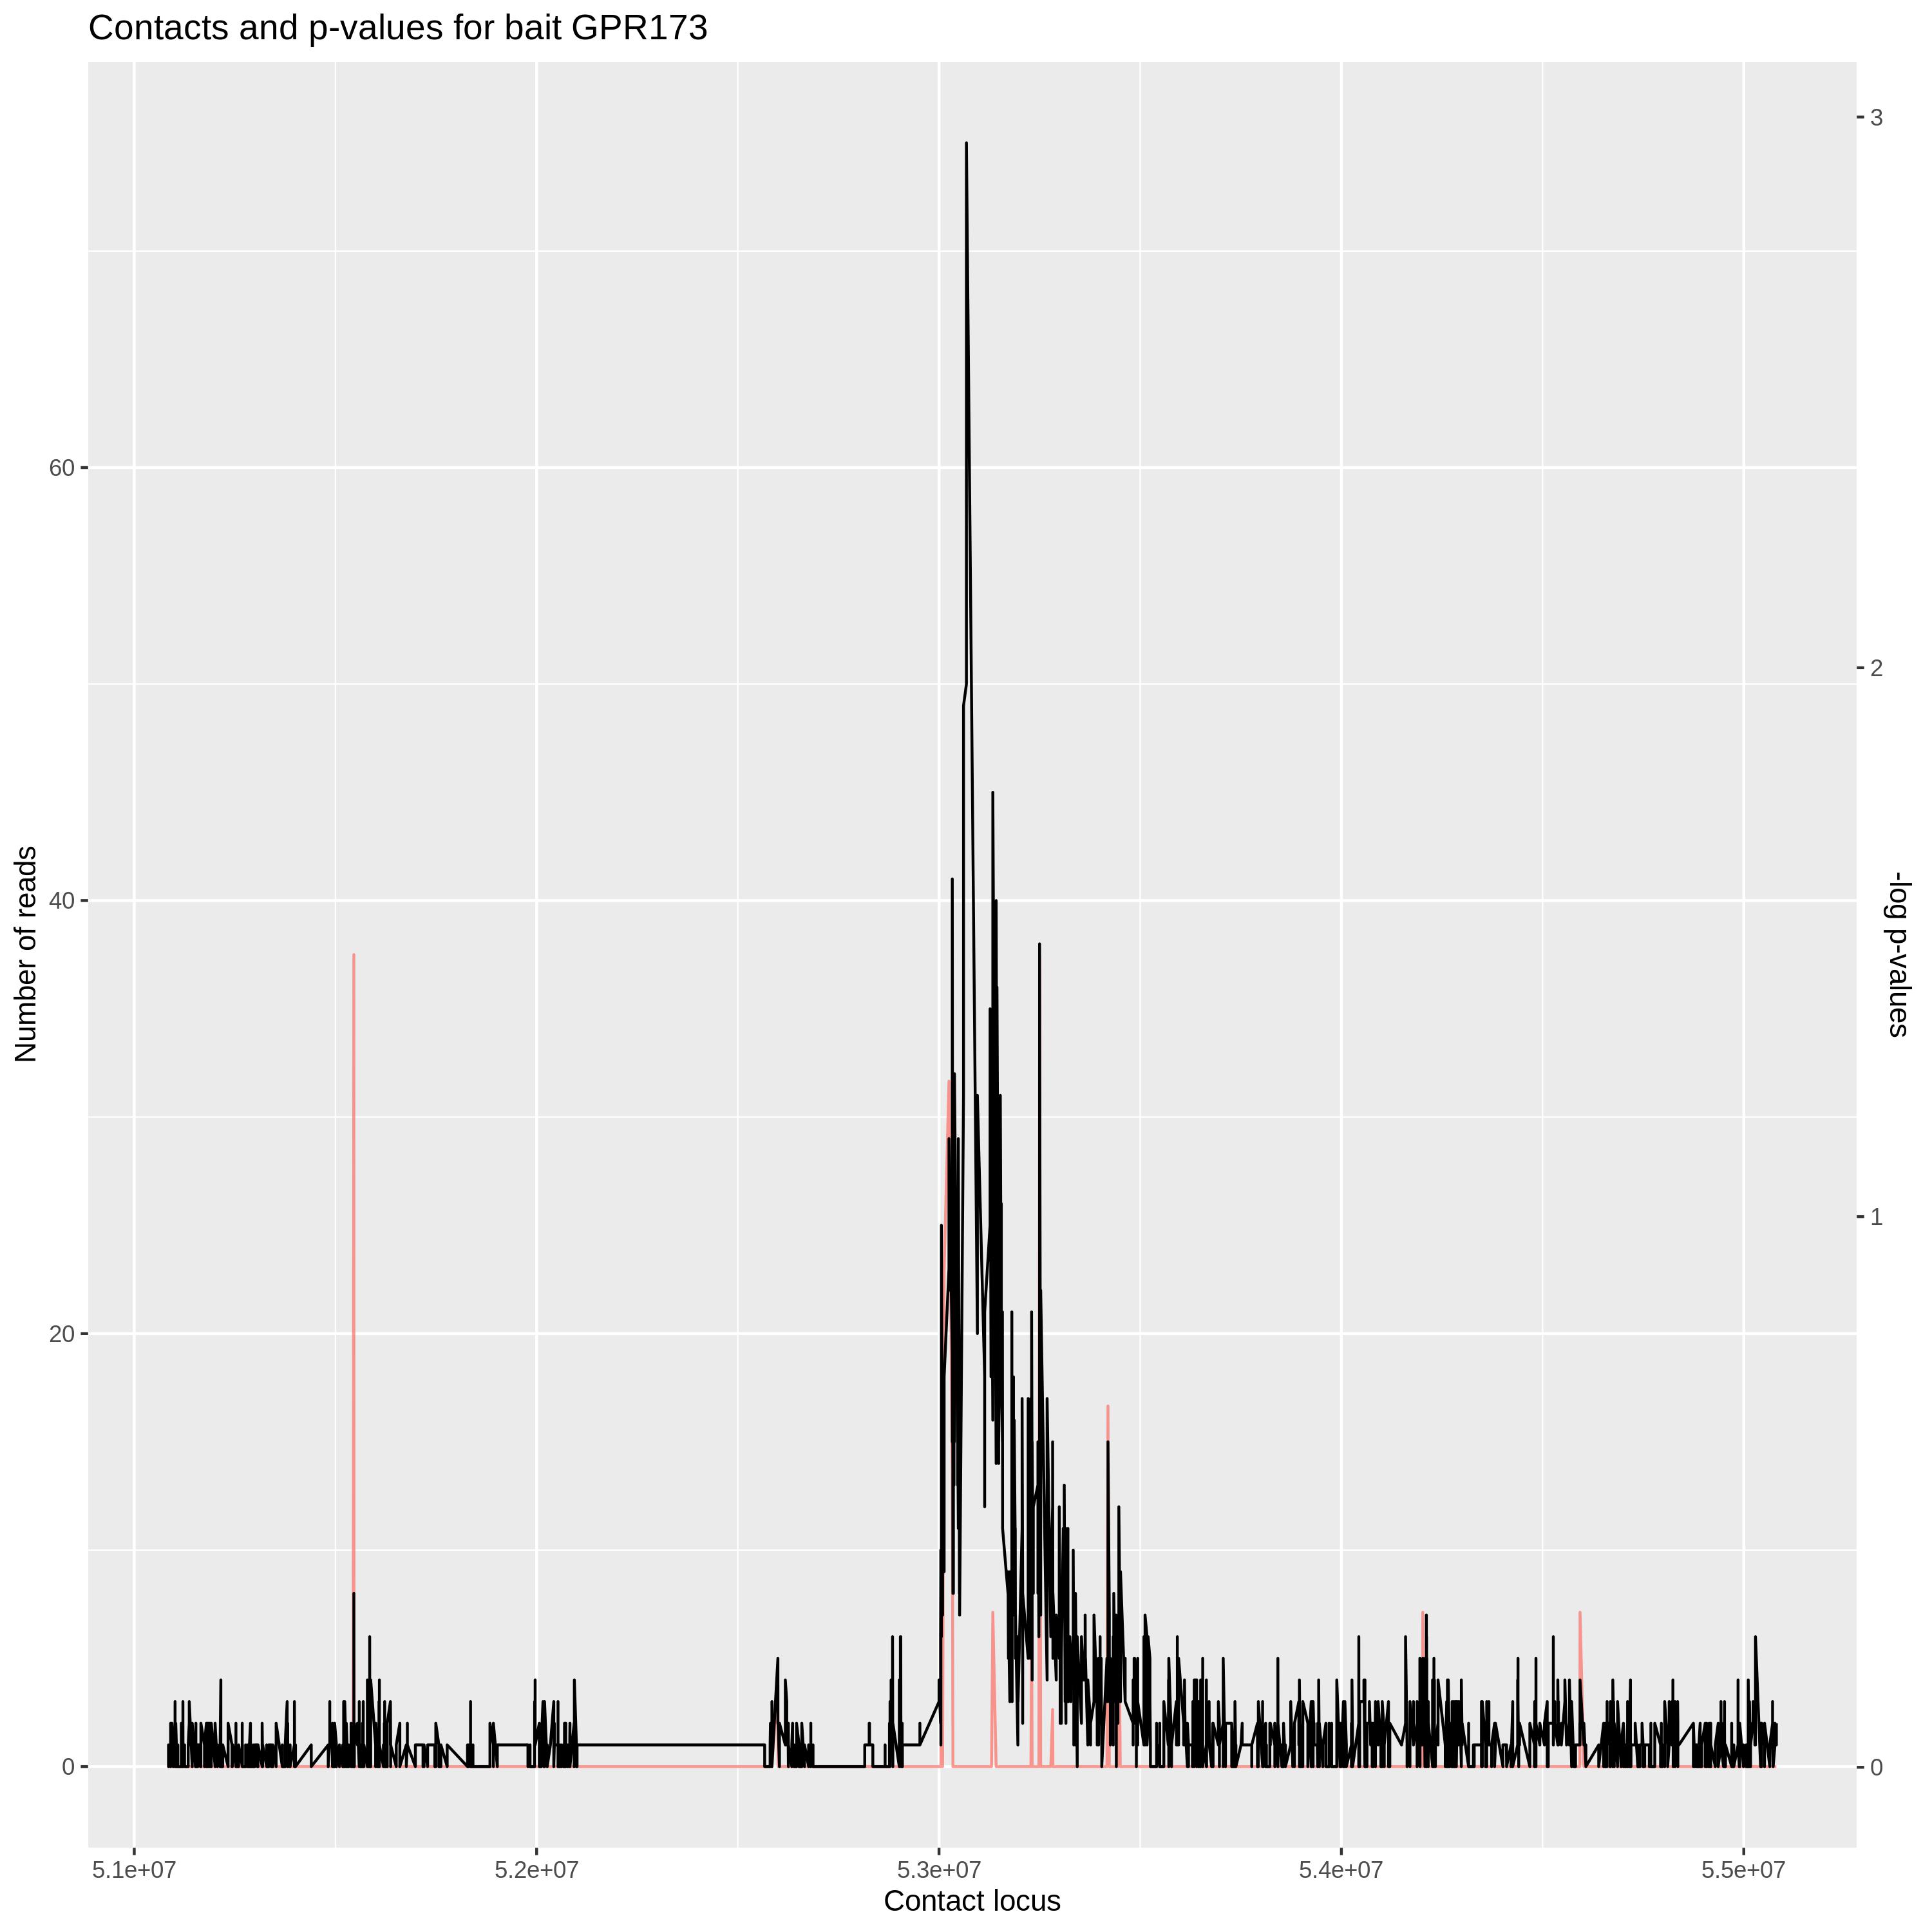 Contacts and p-values for bait GPR173
3
2
1
0
60
40
20
0
Number of reads
-log p-values
5.1e+07 5.2e+07 5.3e+07 5.4e+07 5.5e+07
Contact locus